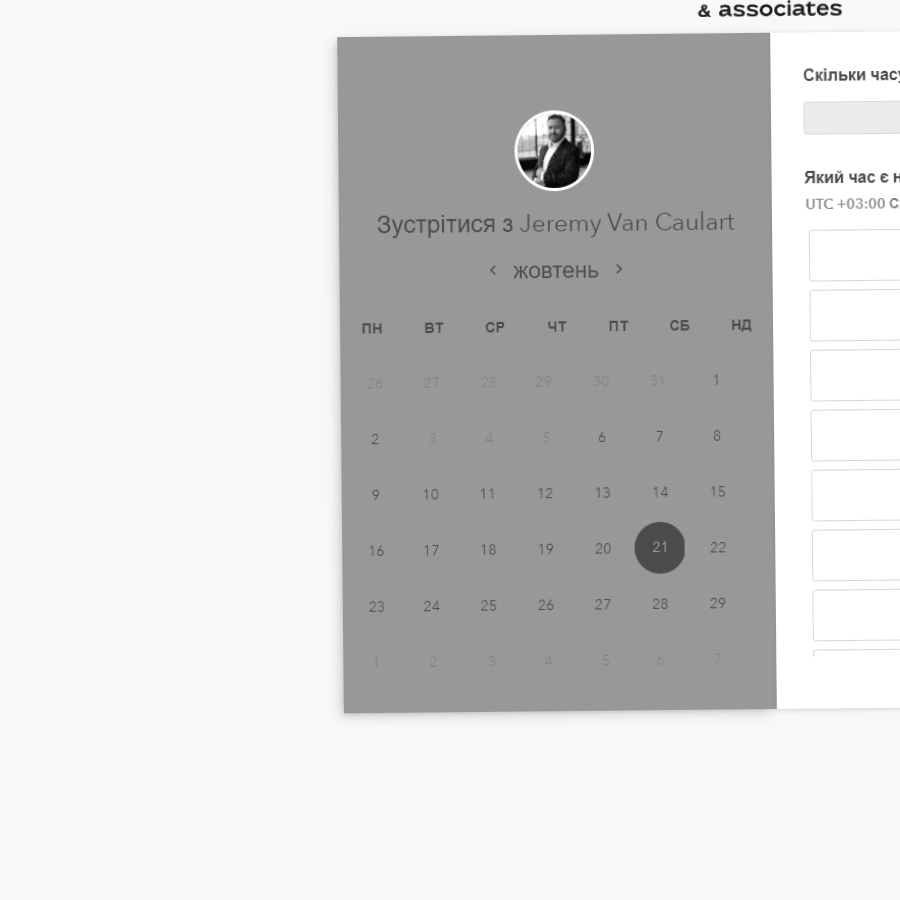 & associates
Зустрітися з Jeremy Van Caulart
жовтень
ПН ВТ СР ЧТ ПТ СБ НД
26 27 28 29 30 31 1
2 3 4 5 6 7 8
9 10 11 12 13 14 15
16 17 18 19 20 21 22
23 24 25 26 27 28 29
1 2 3 4 5 6 7
Скільки часу
Який час є
UTC +03:00